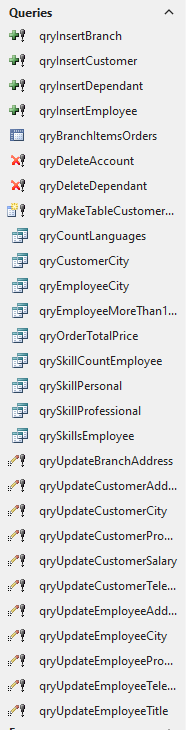 Queries
qryInsertBranch
qryInsertCustomer
qryInsertDependant
qryInsertEmployee
qryBranchItemsOrders
qryDeleteAccount
qryDeleteDependant
qryMakeTableCustomer...
qryCountLanguages
qryCustomerCity
qryEmployeeCity
qryEmployeeMoreThan1...
qryOrderTotalPrice
qrySkillCountEmployee
qrySkillPersonal
qrySkillProfessional
qrySkillsEmployee
qryUpdateBranchAddress
qryUpdateCustomerAdd...
qryUpdateCustomerCity
qryUpdateCustomerPro...
qryUpdateCustomerSalary
qryUpdateCustomerTele...
qryUpdateEmployeeAdd...
qryUpdateEmployeeCity
qryUpdateEmployeePro...
qryUpdateEmployeeTele...
qryUpdateEmployeeTitle